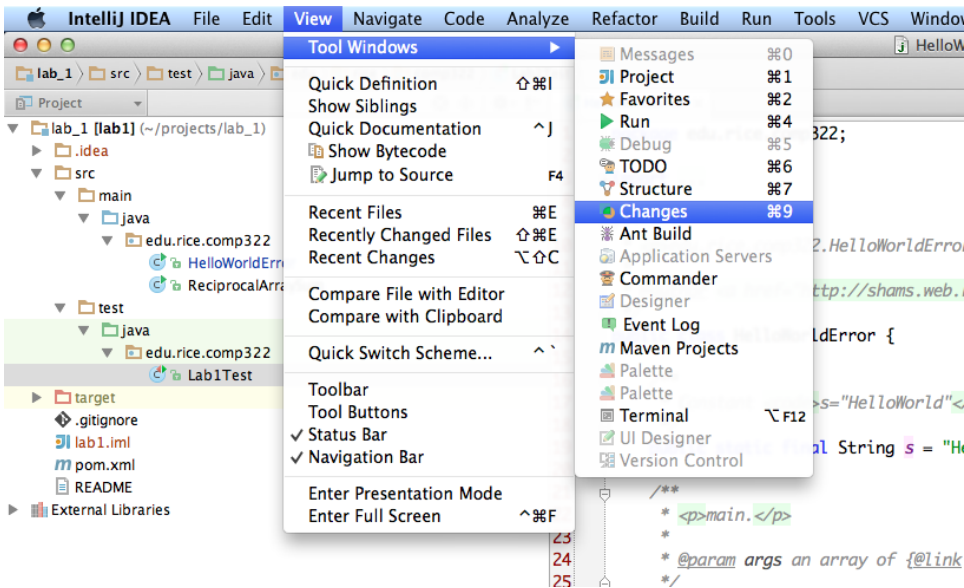 IntelliJ IDEA File Edit View Navigate Code Analyze Refactor Build Run Tools VCS Window
HelloW
lab_1 src test java
Project
lab_1 [lab1] (~/projects/lab_1)
.idea
src
main
java
edu.rice.comp322
HelloWorldErr
ReciprocalArra
test
java
edu.rice.comp322
Lab1Test
target
.gitignore
lab1.iml
pom.xml
README
External Libraries
Tool Windows
Quick Definition ⇧⌘I
Show Siblings
Quick Documentation ^J
Show Bytecode
Jump to Source F4
Recent Files ⌘E
Recently Changed Files ⇧⌘E
Recent Changes ⌥⇧C
Compare File with Editor
Compare with Clipboard
Quick Switch Scheme... ^`
Toolbar
Tool Buttons
✓ Status Bar
✓ Navigation Bar
Enter Presentation Mode
Enter Full Screen ^⌘F
Messages ⌘0
Project ⌘1
Favorites ⌘2
Run ⌘4
Debug ⌘5
TODO ⌘6
Structure ⌘7
Changes ⌘9
Ant Build
Application Servers
Commander
Designer
Event Log
Maven Projects
Palette
Palette
Terminal ⌥F12
UI Designer
Version Control
322;
2.HelloWorldError
ttp://shams.web.
ldError {
>s="HelloWorld"</
al String s = "He
/**
* <p>main.</p>
23 *
24 * @param args an array of {@link
25 */